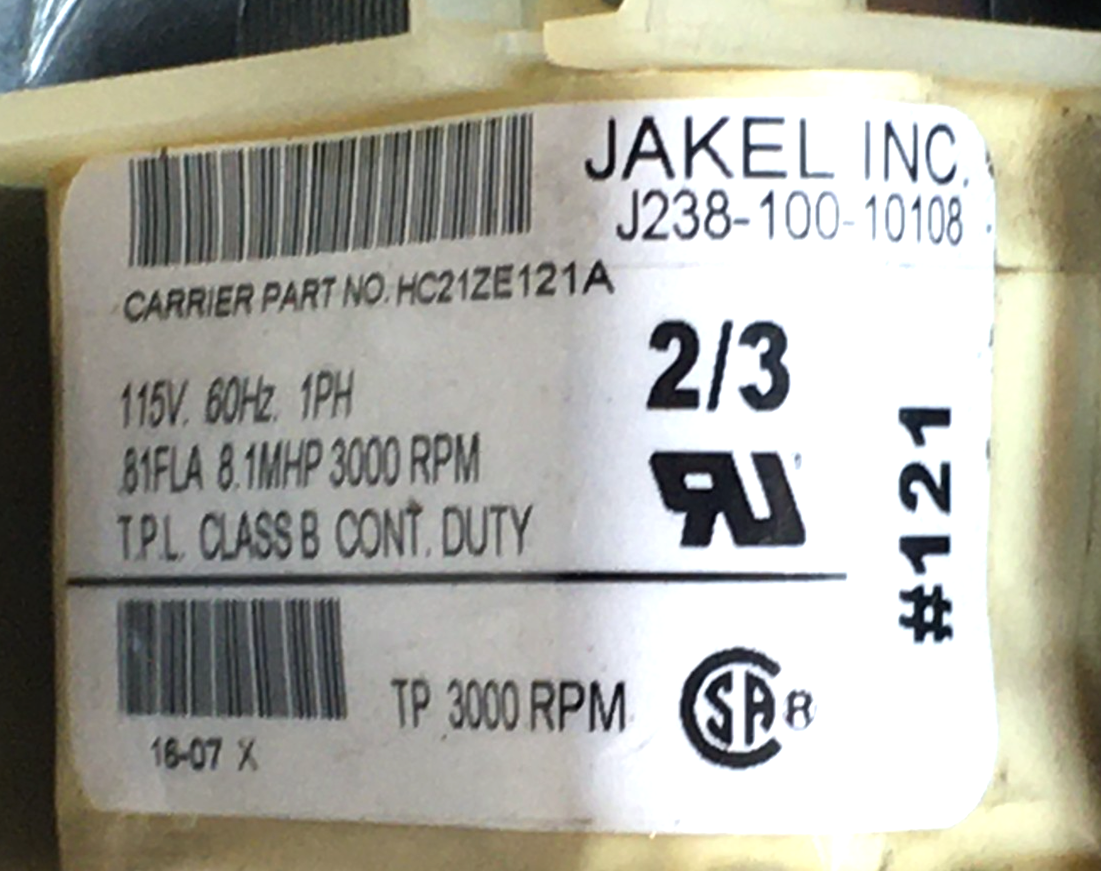 JAKEL INC.
J238-100-10108
CARRIER PART NO. HC21ZE121A
2/3
115V. 60Hz. 1PH
.81FLA 8.1MHP 3000 RPM
T.P.L. CLASS B CONT. DUTY
#121
TP 3000 RPM
16-07 X